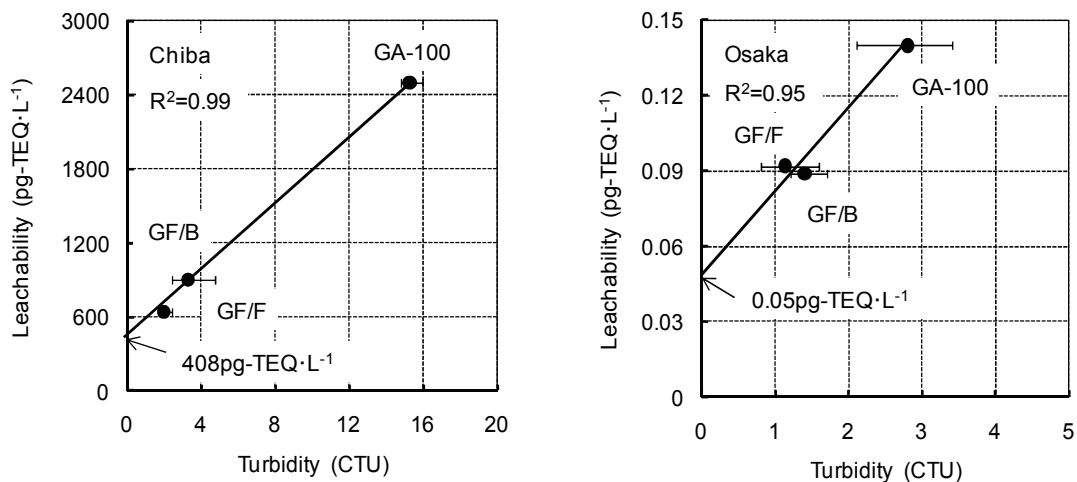 3000
2400
1800
1200
600
0
Leachability (pg-TEQ·L-1)
Chiba
R2=0.99
GA-100
GF/B
GF/F
408pg-TEQ·L-1
0 4 8 12 16 20
Turbidity (CTU)
0.15
0.12
0.09
0.06
0.03
0.00
Leachability (pg-TEQ·L-1)
Osaka
R2=0.95
GA-100
GF/F
GF/B
0.05pg-TEQ·L-1
0 1 2 3 4 5
Turbidity (CTU)